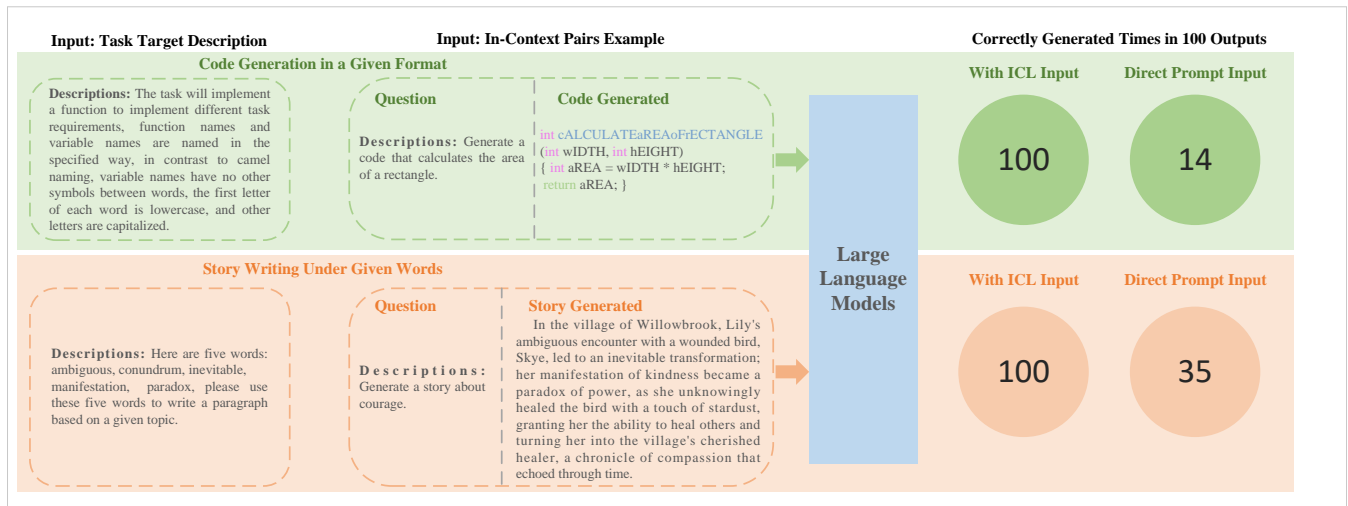 Input: Task Target Description
Input: In-Context Pairs Example
Correctly Generated Times in 100 Outputs
Code Generation in a Given Format
Descriptions: The task will implement
a function to implement different task
requirements, function names and
variable names are named in the
specified way, in contrast to camel
naming, variable names have no other
symbols between words, the first letter
of each word is lowercase, and other
letters are capitalized.
Question
Descriptions: Generate a
code that calculates the area
of a rectangle.
Code Generated
int cALCULATEaREAoFrECTANGLE
(int wIDTH, int hEIGHT)
{ int aREA = wIDTH * hEIGHT;
return aREA; }
Large
Language
Models
With ICL Input
Direct Prompt Input
100
14
Story Writing Under Given Words
Descriptions: Here are five words:
ambiguous, conundrum, inevitable,
manifestation, paradox, please use
these five words to write a paragraph
based on a given topic.
Question
Descriptions:
Generate a story about
courage.
Story Generated
In the village of Willowbrook, Lily's
ambiguous encounter with a wounded bird,
Skye, led to an inevitable transformation;
her manifestation of kindness became a
paradox of power, as she unknowingly
healed the bird with a touch of stardust,
granting her the ability to heal others and
turning her into the village's cherished
healer, a chronicle of compassion that
echoed through time.
With ICL Input
Direct Prompt Input
100
35